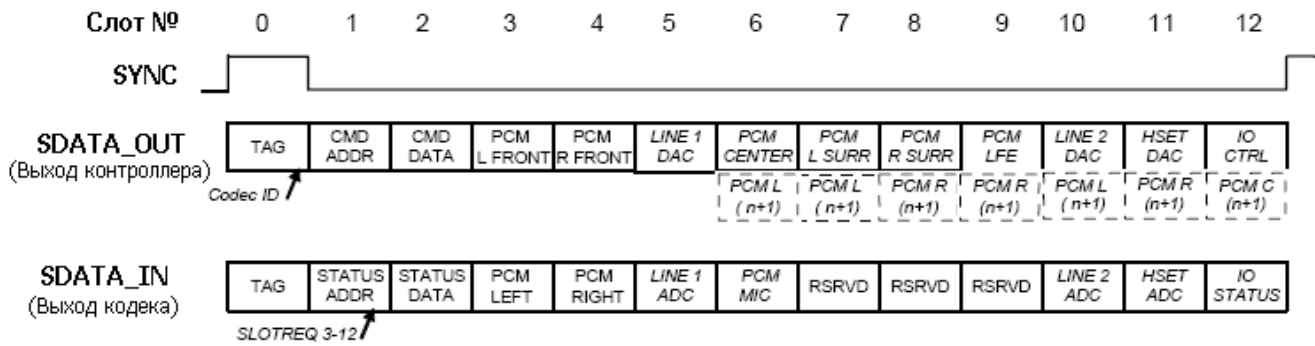 Слот № 0 1 2 3 4 5 6 7 8 9 10 11 12
SYNC
SDATA_OUT
(Выход контроллера)
TAG CMD ADDR CMD DATA PCM L FRONT PCM R FRONT LINE 1 DAC PCM CENTER PCM L SURR PCM R SURR PCM LFE LINE 2 DAC HSET DAC IO CTRL
Codec ID
PCM L (n+1) PCM L (n+1) PCM R (n+1) PCM R (n+1) PCM L (n+1) PCM R (n+1) PCM C (n+1)
SDATA_IN
(Выход кодека)
TAG STATUS ADDR STATUS DATA PCM LEFT PCM RIGHT LINE 1 ADC PCM MIC RSRVD RSRVD RSRVD LINE 2 ADC HSET ADC IO STATUS
SLOTREQ 3-12